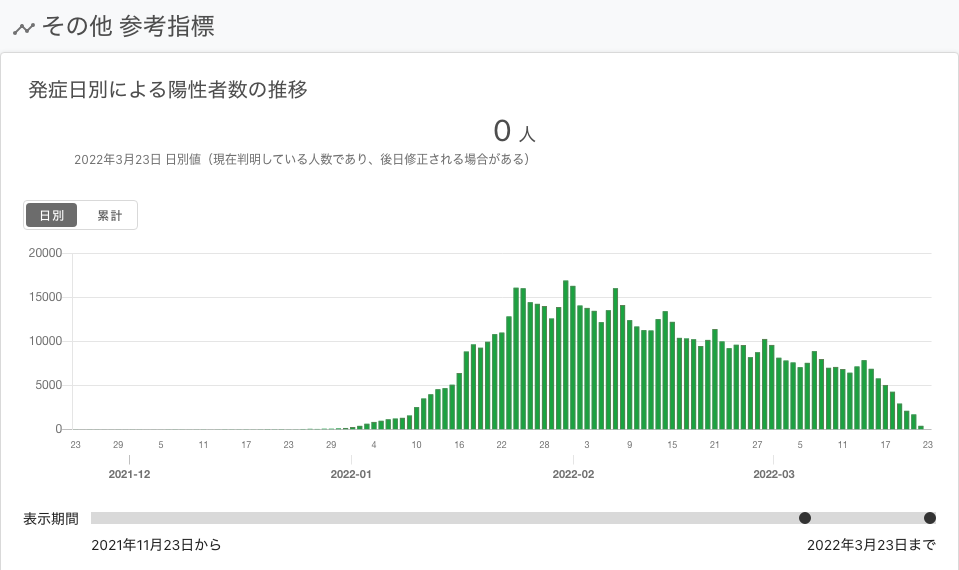 その他 参考指標
発症日別による陽性者数の推移
0 人
2022年3月23日 日別値（現在判明している人数であり、後日修正される場合がある）
日別 累計
20000
15000
10000
5000
0
23 29 5 11 17 23 29 4 10 16 22 28 3 9 15 21 27 5 11 17 23
2021-12 2022-01 2022-02 2022-03
表示期間
2021年11月23日から 2022年3月23日まで